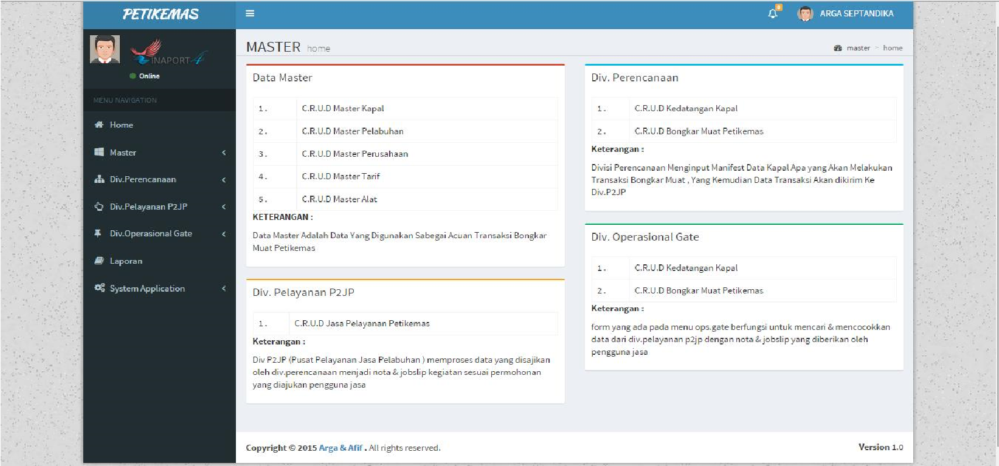 PETIKEMAS
0
ARGA SEPTANDIKA
INAPORT4
Online
MENU NAVIGATION
Home
Master
Div.Perencanaan
Div.Pelayanan P2JP
Div.Operasional Gate
Laporan
System Application
MASTER home
master > home
Data Master
1. C.R.U.D Master Kapal
2. C.R.U.D Master Pelabuhan
3. C.R.U.D Master Perusahaan
4. C.R.U.D Master Tarif
5. C.R.U.D Master Alat
KETERANGAN :
Data Master Adalah Data Yang Digunakan Sabegai Acuan Transaksi Bongkar
Muat Petikemas
Div. Pelayanan P2JP
1. C.R.U.D Jasa Pelayanan Petikemas
Keterangan :
Div P2JP (Pusat Pelayanan Jasa Pelabuhan ) memproses data yang disajikan
oleh div.perencanaan menjadi nota & jobslip kegiatan sesuai permohonan
yang diajukan pengguna jasa
Div. Perencanaan
1. C.R.U.D Kedatangan Kapal
2. C.R.U.D Bongkar Muat Petikemas
Keterangan :
Divisi Perencanaan Menginput Manifest Data Kapal Apa yang Akan Melakukan
Transaksi Bongkar Muat , Yang Kemudian Data Transaksi Akan dikirim Ke
Div.P2JP
Div. Operasional Gate
1. C.R.U.D Kedatangan Kapal
2. C.R.U.D Bongkar Muat Petikemas
Keterangan :
form yang ada pada menu ops.gate berfungsi untuk mencari & mencocokkan
data dari div.pelayanan p2jp dengan nota & jobslip yang diberikan oleh
pengguna jasa
Copyright © 2015 Arga & Afif . All rights reserved.
Version 1.0